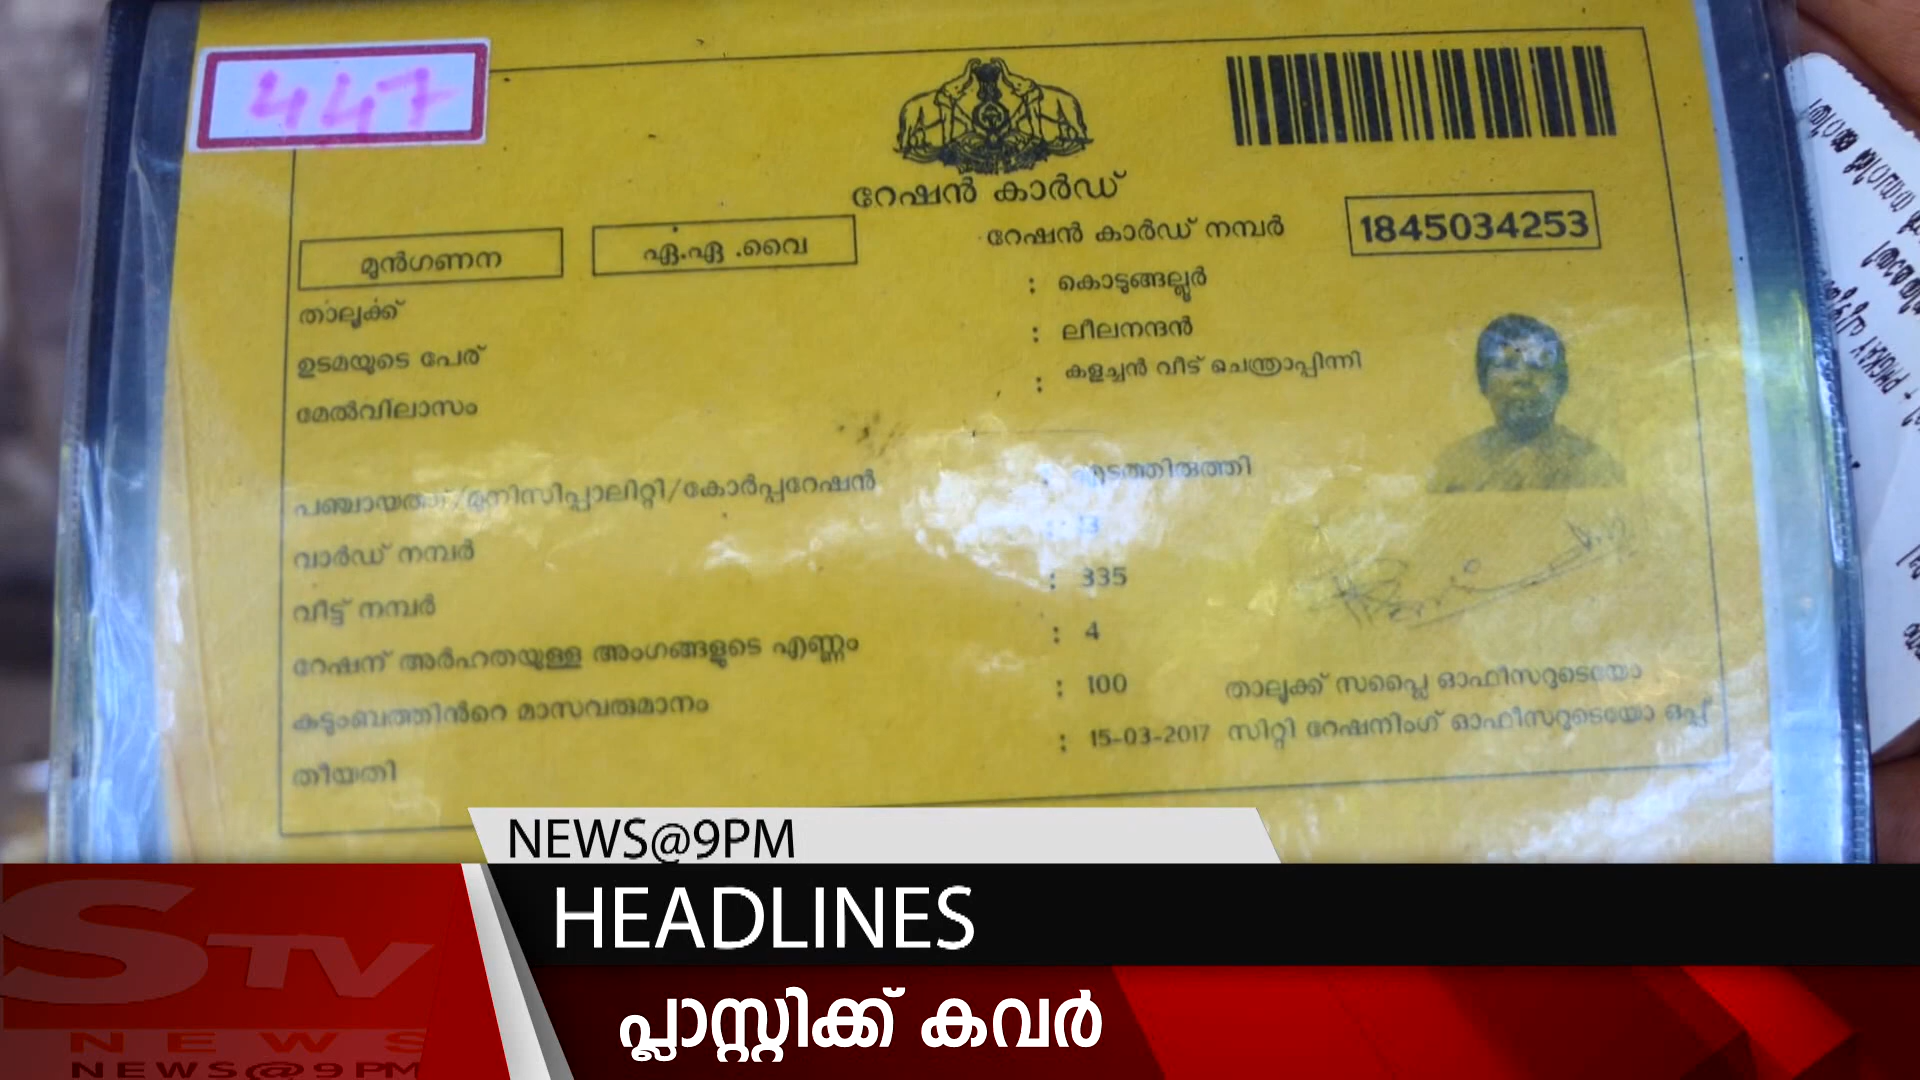 447
റേഷൻ കാർഡ്
മുൻഗണന
ഏ.ഏ .വൈ
റേഷൻ കാർഡ് നമ്പർ
1845034253
താലൂക്ക് : കൊടുങ്ങല്ലൂർ
ഉടമയുടെ പേര് : ലീലനന്ദൻ
മേൽവിലാസം : കളച്ചൻ വീട് ചെന്ത്രാപ്പിന്നി
പഞ്ചായത്ത്/മുനിസിപ്പാലിറ്റി/കോർപ്പറേഷൻ : എടത്തിരുത്തി
വാർഡ് നമ്പർ :
വീട്ട് നമ്പർ : 335
റേഷന് അർഹതയുള്ള അംഗങ്ങളുടെ എണ്ണം : 4
കുടുംബത്തിൻറെ മാസവരുമാനം : 100
താലൂക്ക് സപ്ലൈ ഓഫീസറുടെയോ
തീയതി : 15-03-2017
സിറ്റി റേഷനിംഗ് ഓഫീസറുടെയോ ഒപ്പ്
PMGKAY
NEWS@9PM
HEADLINES
പ്ലാസ്റ്റിക്ക് കവർ
STV
NEWS
NEWS@9PM